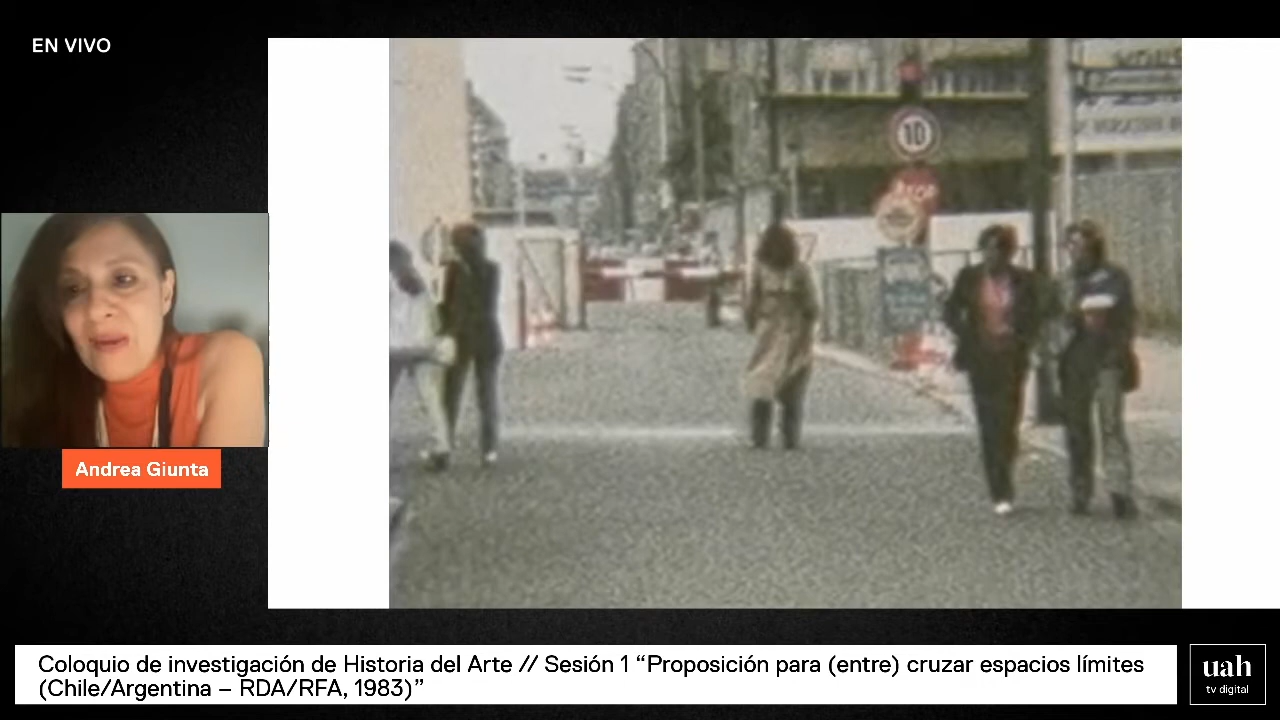 EN VIVO
10
Andrea Giunta
Coloquio de investigación de Historia del Arte // Sesión 1 “Proposición para (entre) cruzar espacios límites
(Chile/Argentina – RDA/RFA, 1983)”
uah
tv digital